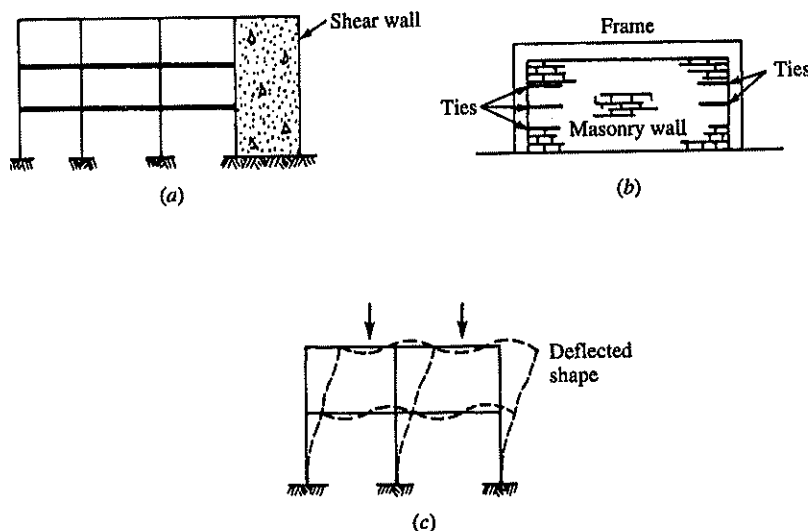 Shear wall
(a)
Frame
Ties
Ties
Masonry wall
(b)
Deflected
shape
(c)